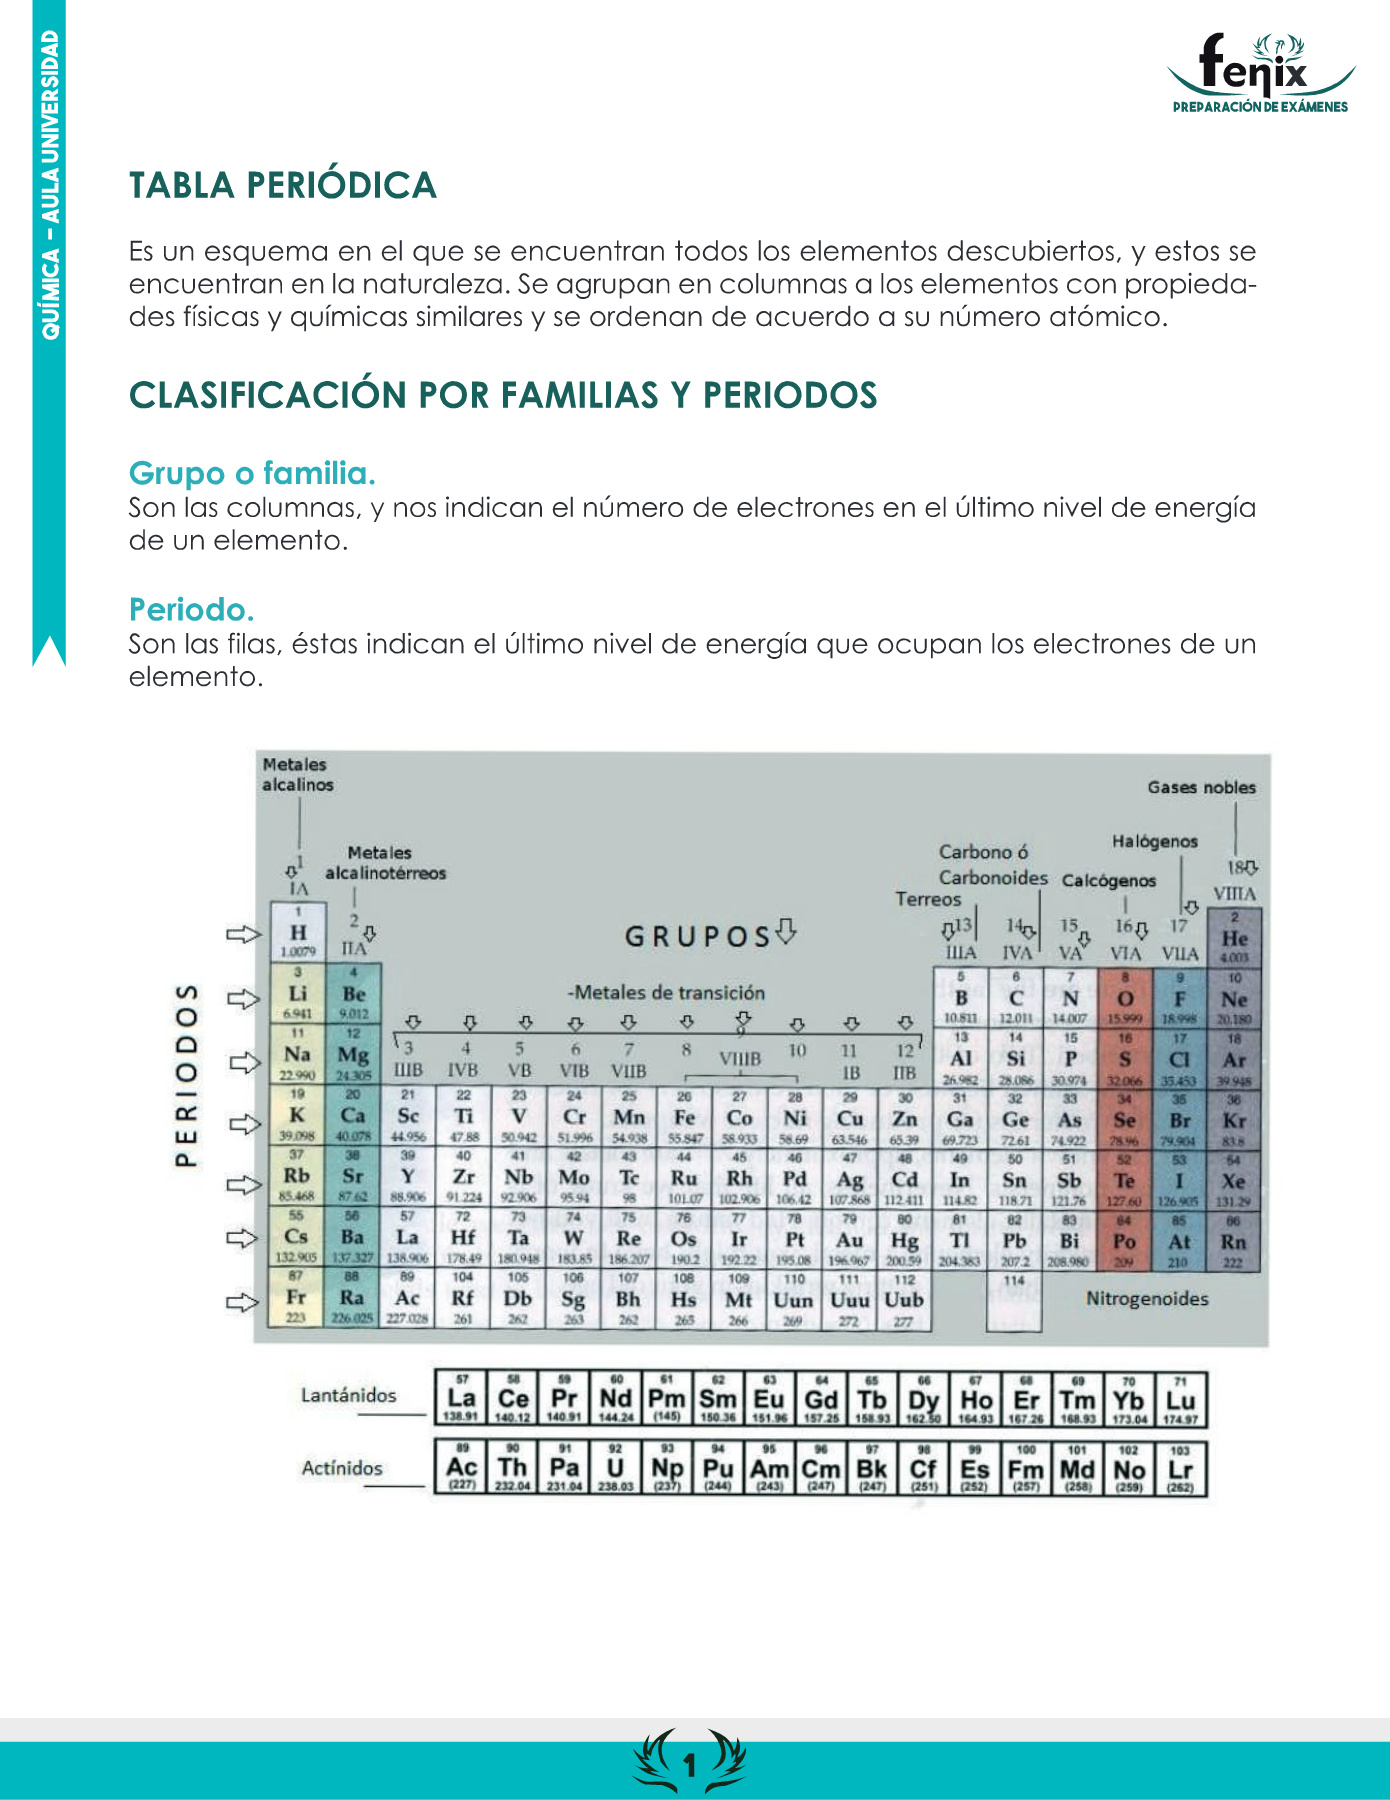 QUÍMICA - AULA UNIVERSIDAD
fenix
PREPARACIÓN DE EXÁMENES
TABLA PERIÓDICA
Es un esquema en el que se encuentran todos los elementos descubiertos, y estos se
encuentran en la naturaleza. Se agrupan en columnas a los elementos con propieda-
des físicas y químicas similares y se ordenan de acuerdo a su número atómico.
CLASIFICACIÓN POR FAMILIAS Y PERIODOS
Grupo o familia.
Son las columnas, y nos indican el número de electrones en el último nivel de energía
de un elemento.
Periodo.
Son las filas, éstas indican el último nivel de energía que ocupan los electrones de un
elemento.
Metales
alcalinos
Gases nobles
Metales
alcalinotérreos
Carbono ó
Carbonoides
Halógenos
Calcógenos
Terreos
GRUPOS
PERIODOS
-Metales de transición
1 2 13 14 15 16 17 18
IA IIA IIIA IVA VA VIA VIIA VIIIA
3 4 5 6 7 8 9 10 11 12
IIIB IVB VB VIB VIIB VIIIB IB IIB
1 2
H He
1.0079 4.003
3 4 5 6 7 8 9 10
Li Be B C N O F Ne
6.941 9.012 10.811 12.011 14.007 15.999 18.998 20.180
11 12 13 14 15 16 17 18
Na Mg Al Si P S Cl Ar
22.990 24.305 26.982 28.086 30.974 32.066 35.453 39.948
19 20 21 22 23 24 25 26 27 28 29 30 31 32 33 34 35 36
K Ca Sc Ti V Cr Mn Fe Co Ni Cu Zn Ga Ge As Se Br Kr
39.098 40.078 44.956 47.88 50.942 51.996 54.938 55.847 58.933 58.69 63.546 65.39 69.723 72.61 74.922 78.96 79.904 83.8
37 38 39 40 41 42 43 44 45 46 47 48 49 50 51 52 53 54
Rb Sr Y Zr Nb Mo Tc Ru Rh Pd Ag Cd In Sn Sb Te I Xe
85.468 87.62 88.906 91.224 92.906 95.94 98 101.07 102.906 106.42 107.868 112.411 114.82 118.71 121.76 127.60 126.905 131.29
55 56 57 72 73 74 75 76 77 78 79 80 81 82 83 84 85 86
Cs Ba La Hf Ta W Re Os Ir Pt Au Hg Tl Pb Bi Po At Rn
132.905 137.327 138.906 178.49 180.948 183.85 186.207 190.2 192.22 195.08 196.967 200.59 204.383 207.2 208.980 209 210 222
87 88 89 104 105 106 107 108 109 110 111 112 114
Fr Ra Ac Rf Db Sg Bh Hs Mt Uun Uuu Uub
223 226.025 227.028 261 262 263 262 265 266 269 272 277
Nitrogenoides
57 58 59 60 61 62 63 64 65 66 67 68 69 70 71
Lantánidos La Ce Pr Nd Pm Sm Eu Gd Tb Dy Ho Er Tm Yb Lu
138.91 140.12 140.91 144.24 (145) 150.36 151.96 157.25 158.93 162.50 164.93 167.26 168.93 173.04 174.97
89 90 91 92 93 94 95 96 97 98 99 100 101 102 103
Actínidos Ac Th Pa U Np Pu Am Cm Bk Cf Es Fm Md No Lr
(227) 232.04 231.04 238.03 (237) (244) (243) (247) (247) (251) (252) (257) (258) (259) (262)
1